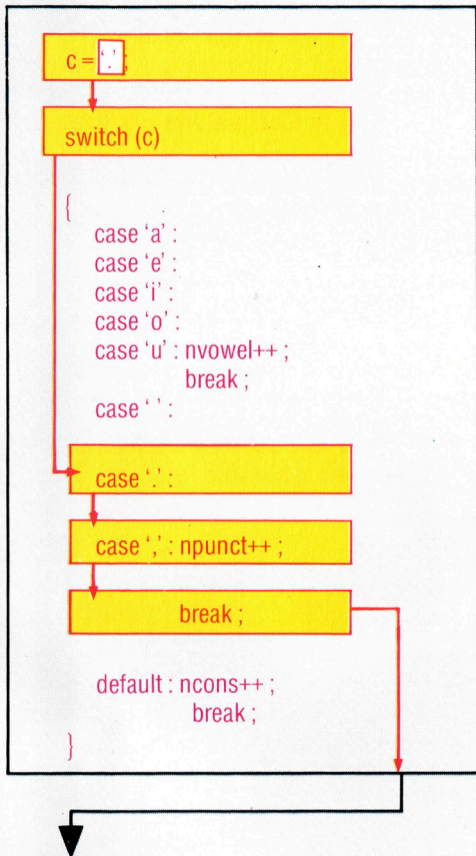 c = ‘.’ ;
switch (c)
{
case ‘a’ :
case ‘e’ :
case ‘i’ :
case ‘o’ :
case ‘u’ : nvowel++ ;
break ;
case ‘ ’ :
case ‘.’ :
case ‘,’ : npunct++ ;
break ;
default : ncons++ ;
break ;
}